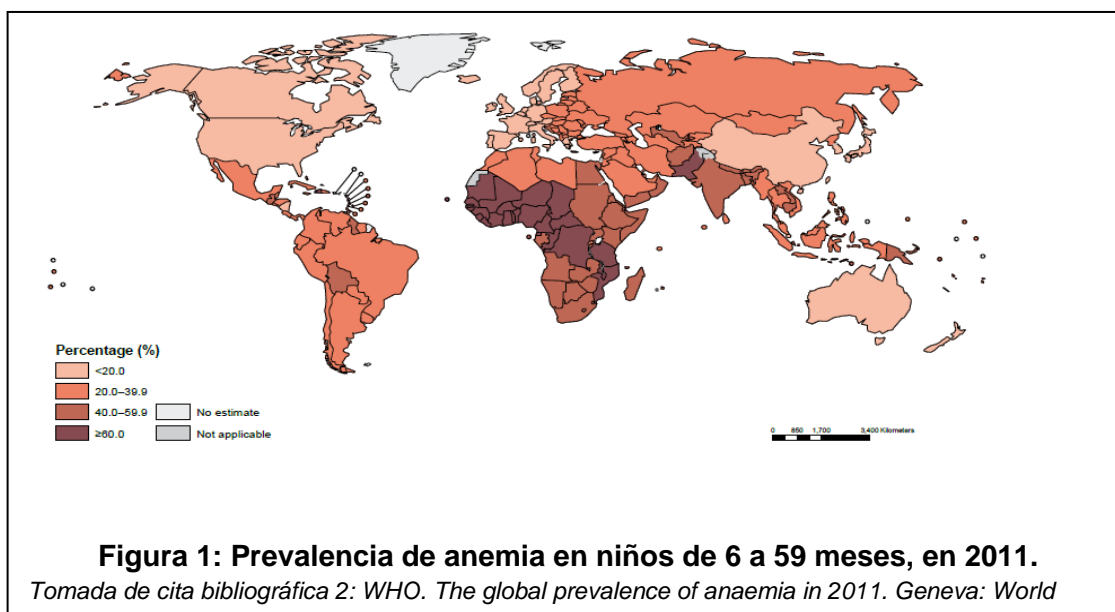 Percentage (%)
<20.0
20.0–39.9
40.0–59.9
≥60.0
No estimate
Not applicable
0 850 1,700 3,400 Kilometers
Figura 1: Prevalencia de anemia en niños de 6 a 59 meses, en 2011.
Tomada de cita bibliográfica 2: WHO. The global prevalence of anaemia in 2011. Geneva: World